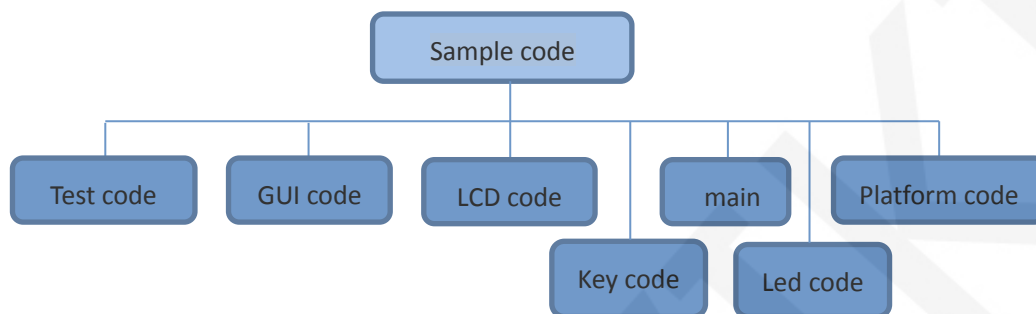 Sample code
Test code
GUI code
LCD code
main
Platform code
Key code
Led code